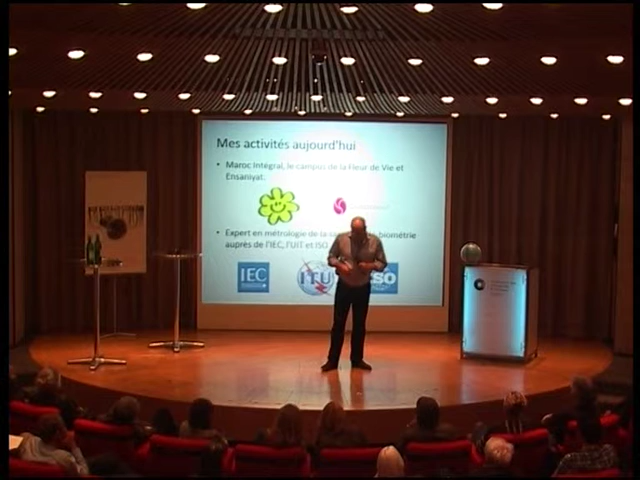 Mes activités aujourd'hui
• Maroc Intégral, le campus de la Fleur de Vie et
Ensaniyat.
• Expert en métrologie de la biométrie
auprès de l'IEC, l'UIT et ISO
IEC
ITU
ISO